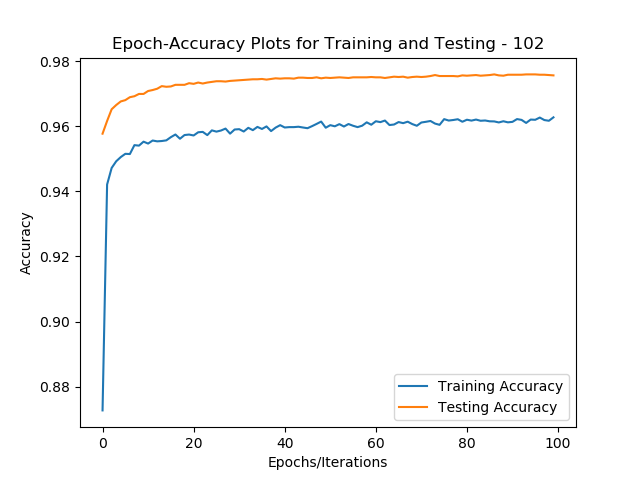 Epoch-Accuracy Plots for Training and Testing - 102
0.98
0.96
0.94
0.92
0.90
0.88
Accuracy
0 20 40 60 80 100
Epochs/Iterations
Training Accuracy
Testing Accuracy